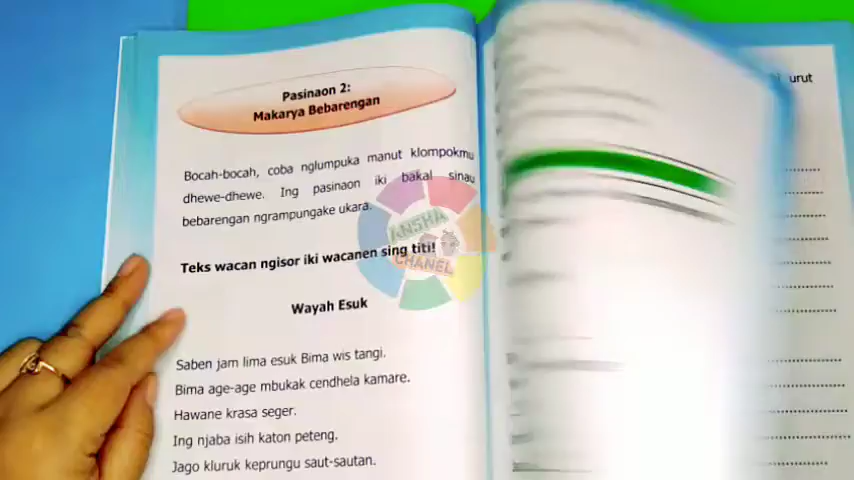 Pasinaon 2:
Makarya Bebarengan
Bocah-bocah, coba nglumpuka manut klompokmu
dhewe-dhewe. Ing pasinaon iki bakal sinau
bebarengan ngrampungake ukara.
Teks wacan ngisor iki wacanen sing titi!
Wayah Esuk
Saben jam lima esuk Bima wis tangi.
Bima age-age mbukak cendhela kamare.
Hawane krasa seger.
Ing njaba isih katon peteng.
Jago kluruk keprungu saut-sautan.
urut
ANSHA
CHANEL